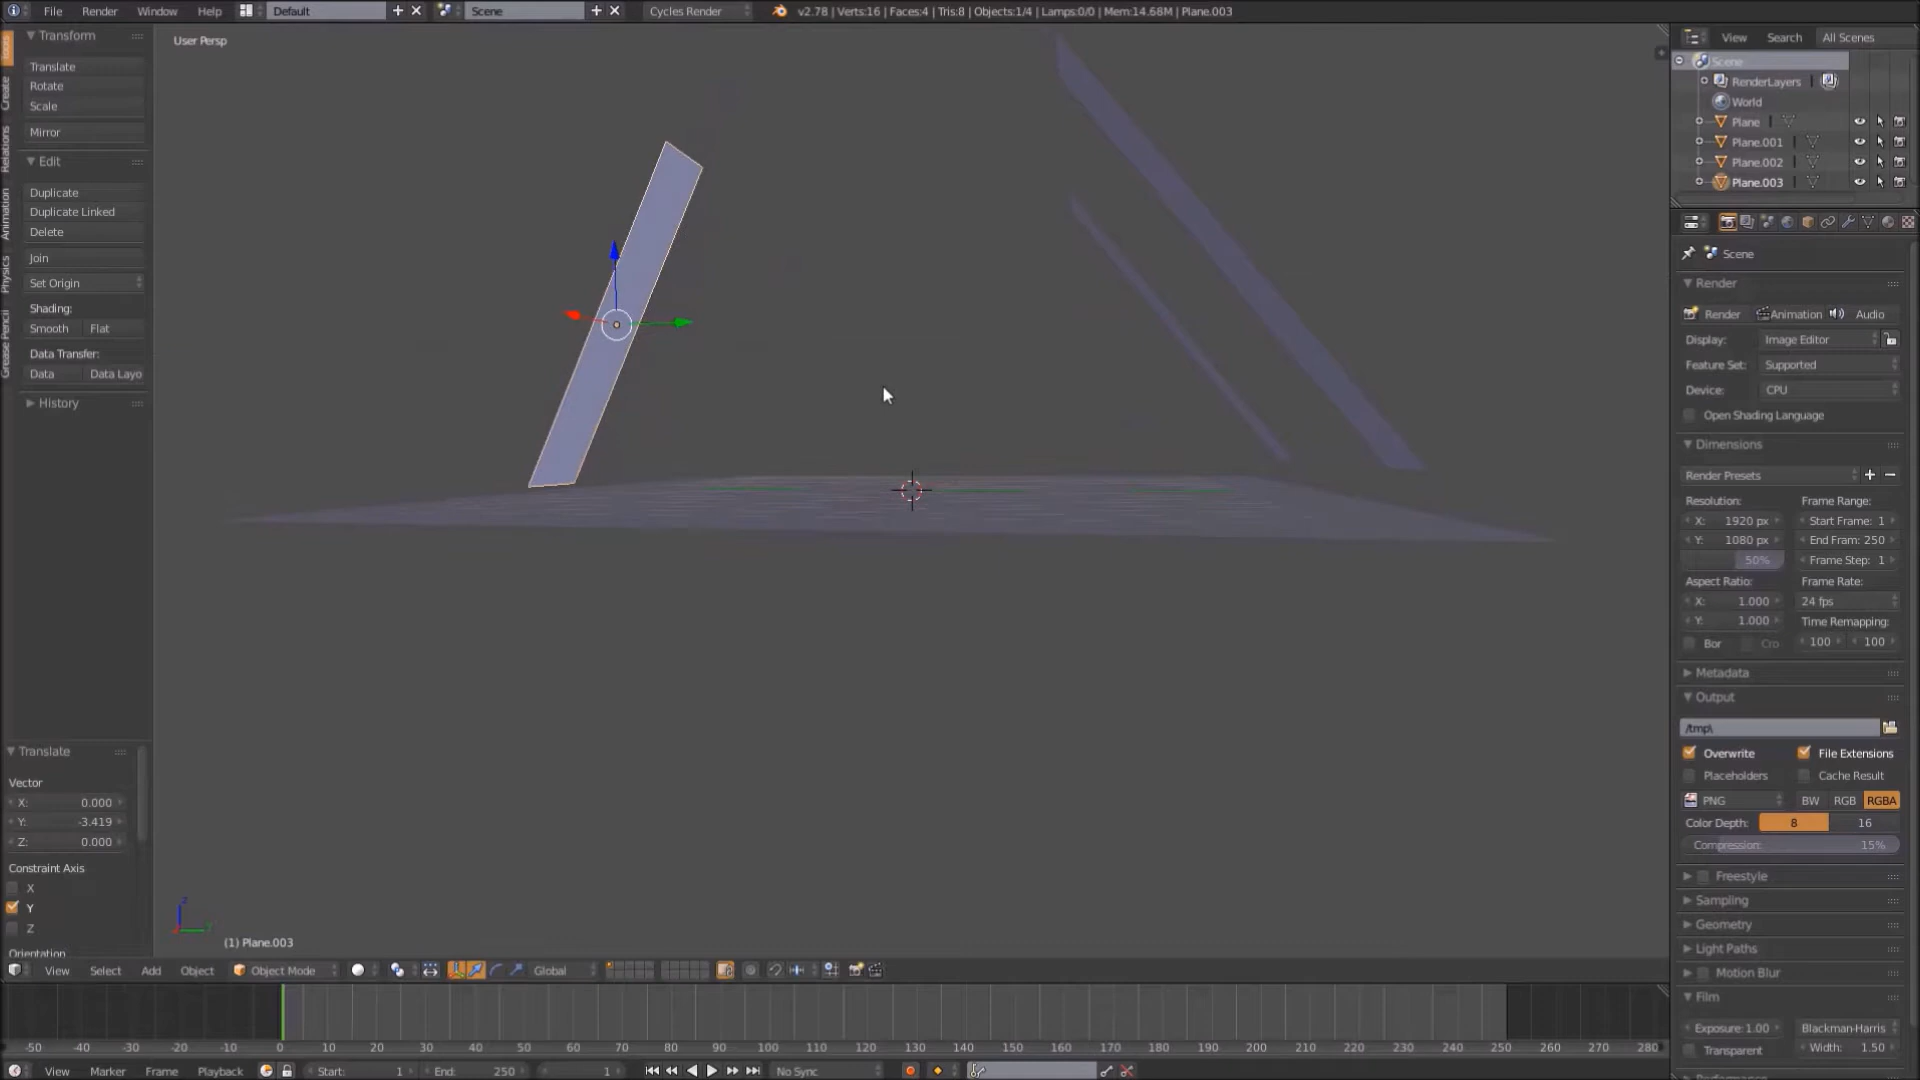 File Render Window Help Default Scene Cycles Render v2.78 | Verts:16 | Faces:4 | Tris:8 | Objects:1/4 | Lamps:0/0 | Mem:14.68M | Plane.003
Transform
Translate
Rotate
Scale
Mirror
Edit
Duplicate
Duplicate Linked
Delete
Join
Set Origin
Shading:
Smooth Flat
Data Transfer:
Data Data Layo
History
Tools
Create
Relations
Animation
Physics
Grease Pencil
Translate
Vector
X: 0.000
Y: -3.419
Z: 0.000
Constraint Axis
X
Y
Z
Orientation
User Persp
(1) Plane.003
View Select Add Object Object Mode Global
View Search All Scenes
Scene
RenderLayers
World
Plane
Plane.001
Plane.002
Plane.003
Scene
Render
Render Animation Audio
Display: Image Editor
Feature Set: Supported
Device: CPU
Open Shading Language
Dimensions
Render Presets
Resolution: Frame Range:
X: 1920 px Start Frame: 1
Y: 1080 px End Fram: 250
50% Frame Step: 1
Aspect Ratio: Frame Rate:
X: 1.000 24 fps
Y: 1.000 Time Remapping:
Bor Cro 100 100
Metadata
Output
/tmp\
Overwrite File Extensions
Placeholders Cache Result
PNG BW RGB RGBA
Color Depth: 8 16
Compression: 15%
Freestyle
Sampling
Geometry
Light Paths
Motion Blur
Film
Exposure: 1.00 Blackman-Harris
Transparent Width: 1.50
-50 -40 -30 -20 -10 0 10 20 30 40 50 60 70 80 90 100 110 120 130 140 150 160 170 180 190 200 210 220 230 240 250 260 270 280
View Marker Frame Playback Start: 1 End: 250 1 No Sync